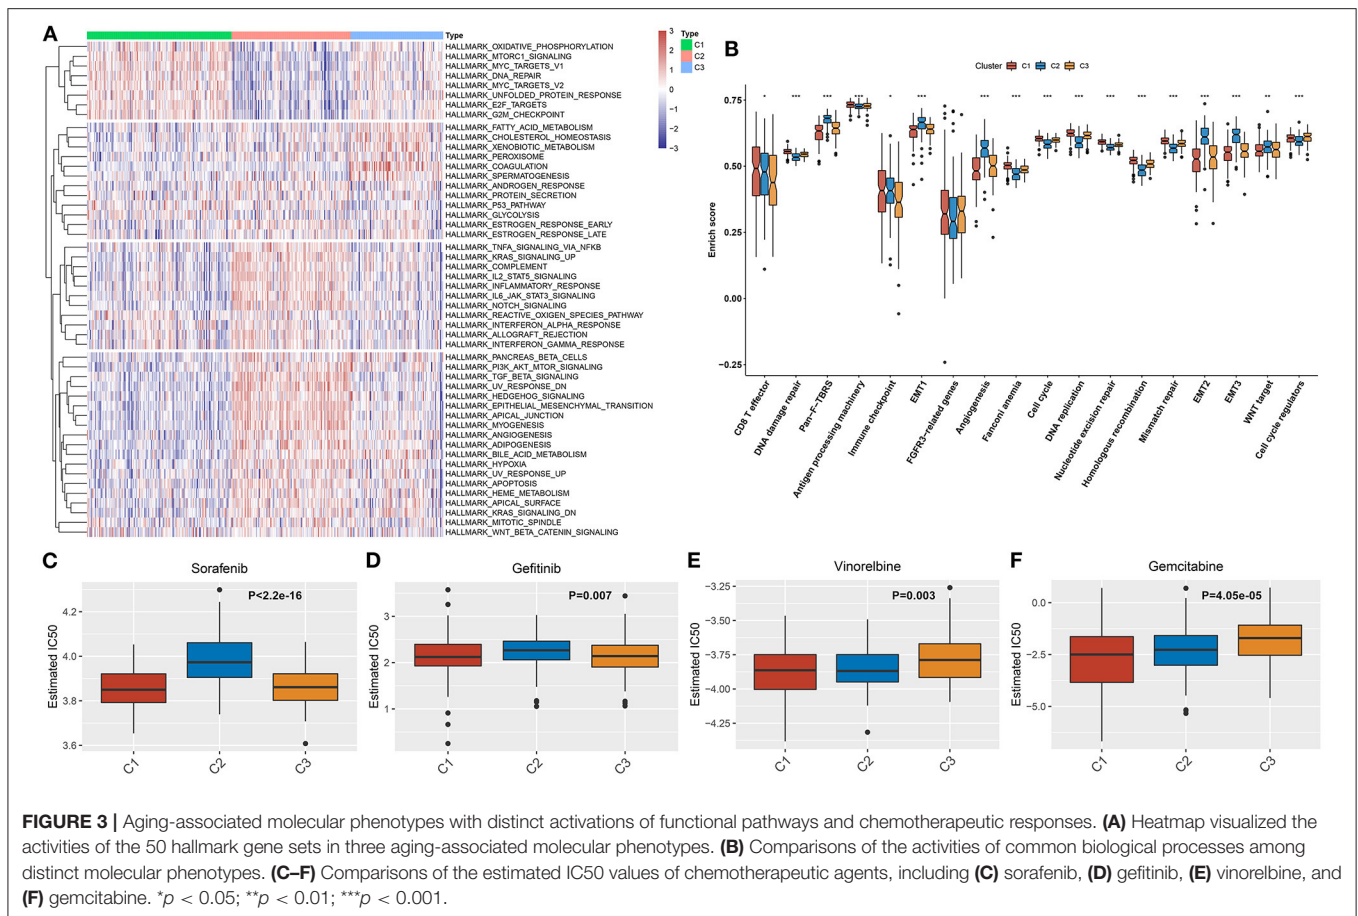 A
Type
HALLMARK_OXIDATIVE_PHOSPHORYLATION
HALLMARK_MTORC1_SIGNALING
HALLMARK_MYC_TARGETS_V1
HALLMARK_DNA_REPAIR
HALLMARK_MYC_TARGETS_V2
HALLMARK_UNFOLDED_PROTEIN_RESPONSE
HALLMARK_E2F_TARGETS
HALLMARK_G2M_CHECKPOINT
HALLMARK_FATTY_ACID_METABOLISM
HALLMARK_CHOLESTEROL_HOMEOSTASIS
HALLMARK_XENOBIOTIC_METABOLISM
HALLMARK_PEROXISOME
HALLMARK_COAGULATION
HALLMARK_SPERMATOGENESIS
HALLMARK_ANDROGEN_RESPONSE
HALLMARK_PROTEIN_SECRETION
HALLMARK_P53_PATHWAY
HALLMARK_GLYCOLYSIS
HALLMARK_ESTROGEN_RESPONSE_EARLY
HALLMARK_ESTROGEN_RESPONSE_LATE
HALLMARK_TNFA_SIGNALING_VIA_NFKB
HALLMARK_KRAS_SIGNALING_UP
HALLMARK_COMPLEMENT
HALLMARK_IL2_STAT5_SIGNALING
HALLMARK_INFLAMMATORY_RESPONSE
HALLMARK_IL6_JAK_STAT3_SIGNALING
HALLMARK_NOTCH_SIGNALING
HALLMARK_REACTIVE_OXIGEN_SPECIES_PATHWAY
HALLMARK_INTERFERON_ALPHA_RESPONSE
HALLMARK_ALLOGRAFT_REJECTION
HALLMARK_INTERFERON_GAMMA_RESPONSE
HALLMARK_PANCREAS_BETA_CELLS
HALLMARK_PI3K_AKT_MTOR_SIGNALING
HALLMARK_TGF_BETA_SIGNALING
HALLMARK_UV_RESPONSE_DN
HALLMARK_HEDGEHOG_SIGNALING
HALLMARK_EPITHELIAL_MESENCHYMAL_TRANSITION
HALLMARK_APICAL_JUNCTION
HALLMARK_MYOGENESIS
HALLMARK_ANGIOGENESIS
HALLMARK_ADIPOGENESIS
HALLMARK_BILE_ACID_METABOLISM
HALLMARK_HYPOXIA
HALLMARK_UV_RESPONSE_UP
HALLMARK_APOPTOSIS
HALLMARK_HEME_METABOLISM
HALLMARK_APICAL_SURFACE
HALLMARK_KRAS_SIGNALING_DN
HALLMARK_MITOTIC_SPINDLE
HALLMARK_WNT_BETA_CATENIN_SIGNALING
3
2
1
0
−1
−2
−3
Type
C1
C2
C3
B
Cluster C1 C2 C3
* *** *** *** * *** *** *** *** *** *** *** *** *** *** ** ***
Enrich score
0.75
0.50
0.25
0.00
−0.25
CD8 T effector
DNA damage repair
Pan−F−TBRS
Antigen processing machinery
Immune checkpoint
EMT1
FGFR3−related genes
Angiogenesis
Fanconi anemia
Cell cycle
DNA replication
Nucleotide excision repair
Homologous recombination
Mismatch repair
EMT2
EMT3
WNT target
Cell cycle regulators
C
Sorafenib
P<2.2e-16
Estimated IC50
4.2
4.0
3.8
3.6
C1 C2 C3
D
Gefitinib
P=0.007
Estimated IC50
3
2
1
C1 C2 C3
E
Vinorelbine
P=0.003
Estimated IC50
−3.25
−3.50
−3.75
−4.00
−4.25
C1 C2 C3
F
Gemcitabine
P=4.05e-05
Estimated IC50
0.0
−2.5
−5.0
C1 C2 C3
FIGURE 3 | Aging-associated molecular phenotypes with distinct activations of functional pathways and chemotherapeutic responses. (A) Heatmap visualized the
activities of the 50 hallmark gene sets in three aging-associated molecular phenotypes. (B) Comparisons of the activities of common biological processes among
distinct molecular phenotypes. (C–F) Comparisons of the estimated IC50 values of chemotherapeutic agents, including (C) sorafenib, (D) gefitinib, (E) vinorelbine, and
(F) gemcitabine. *p < 0.05; **p < 0.01; ***p < 0.001.